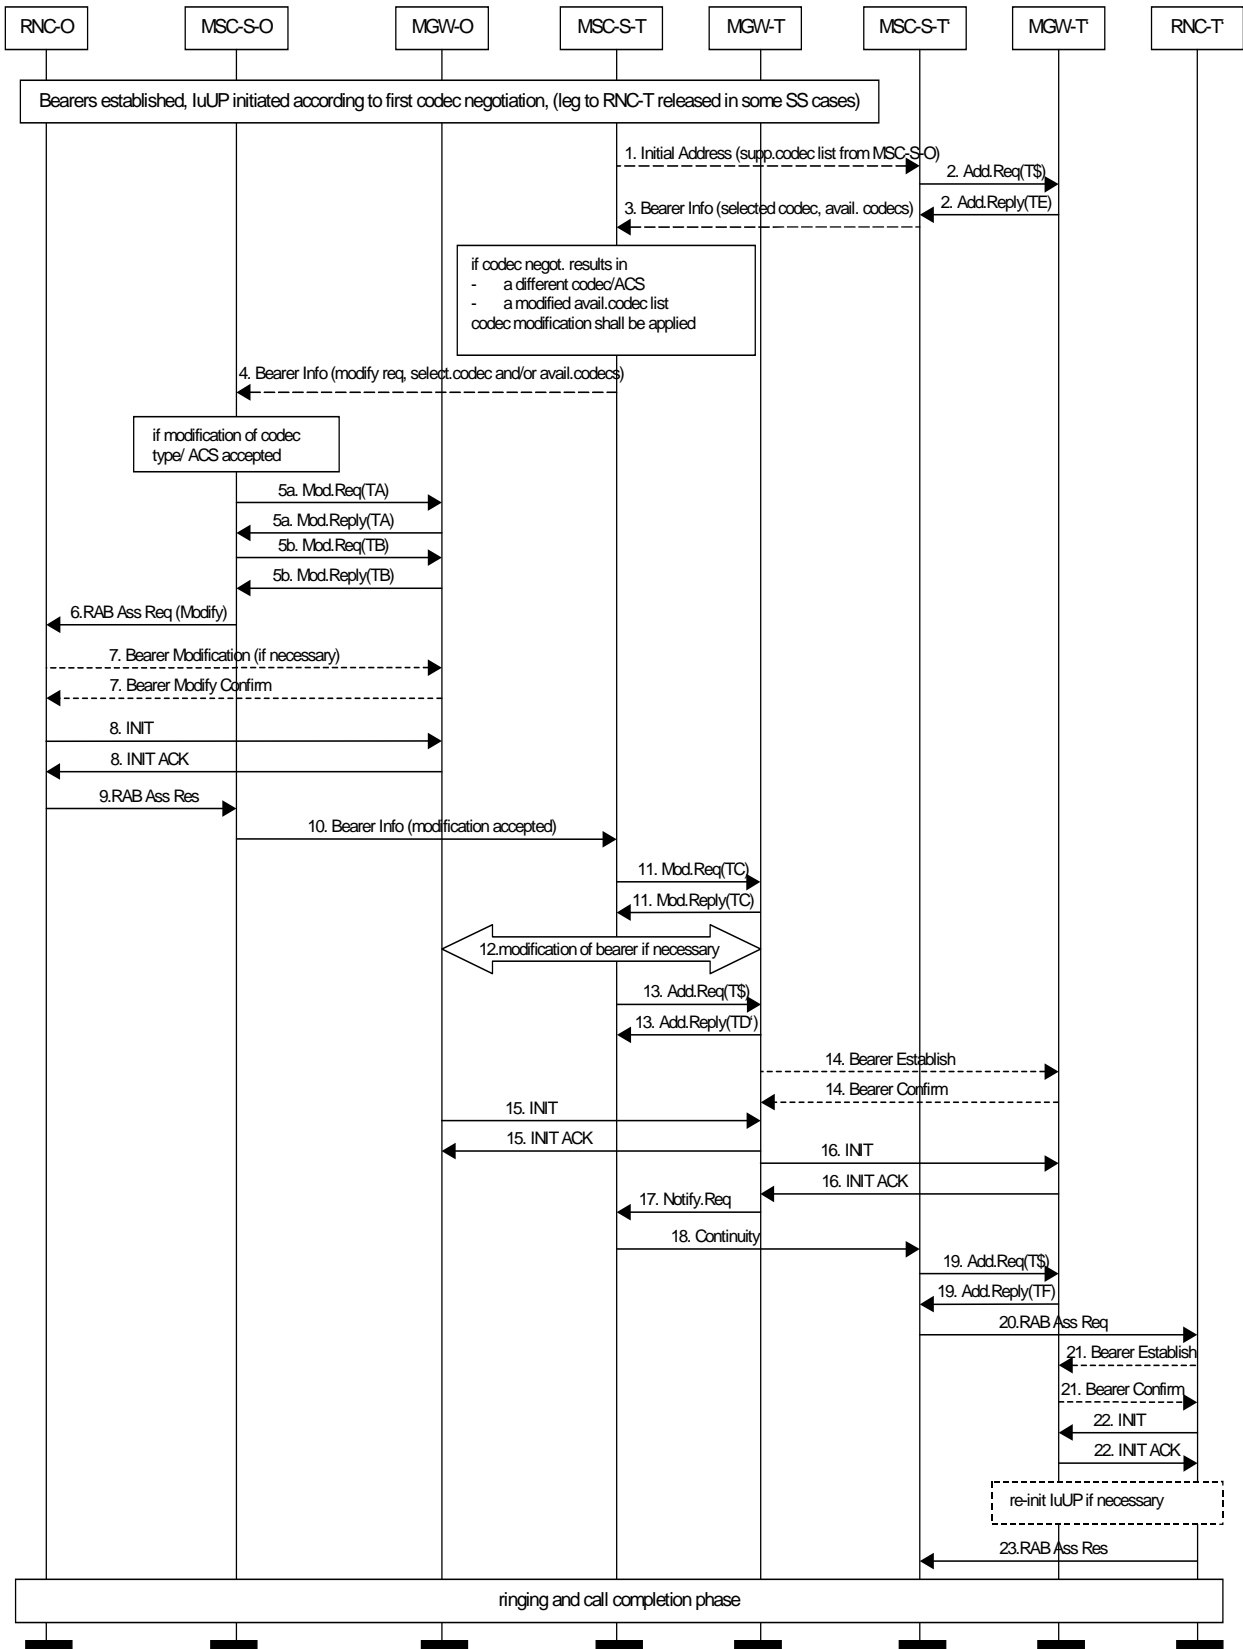 RNC-O
MSC-S-O
MGW-O
MSC-S-T
MGW-T
MSC-S-T'
MGW-T'
RNC-T'
Bearers established, IuUP initiated according to first codec negotiation, (leg to RNC-T released in some SS cases)
1. Initial Address (supp.codec list from MSC-S-O)
2. Add.Req(T$)
2. Add.Reply(TE)
3. Bearer Info (selected codec, avail. codecs)
if codec negot. results in
- a different codec/ACS
- a modified avail.codec list
codec modification shall be applied
4. Bearer Info (modify req, select.codec and/or avail.codecs)
if modification of codec
type/ ACS accepted
5a. Mod.Req(TA)
5a. Mod.Reply(TA)
5b. Mod.Req(TB)
5b. Mod.Reply(TB)
6.RAB Ass Req (Modify)
7. Bearer Modification (if necessary)
7. Bearer Modify Confirm
8. INIT
8. INIT ACK
9.RAB Ass Res
10. Bearer Info (modification accepted)
11. Mod.Req(TC)
11. Mod.Reply(TC)
12.modification of bearer if necessary
13. Add.Req(T$)
13. Add.Reply(TD')
14. Bearer Establish
14. Bearer Confirm
15. INIT
15. INIT ACK
16. INIT
16. INIT ACK
17. Notify.Req
18. Continuity
19. Add.Req(T$)
19. Add.Reply(TF)
20.RAB Ass Req
21. Bearer Establish
21. Bearer Confirm
22. INIT
22. INIT ACK
re-init IuUP if necessary
23.RAB Ass Res
ringing and call completion phase